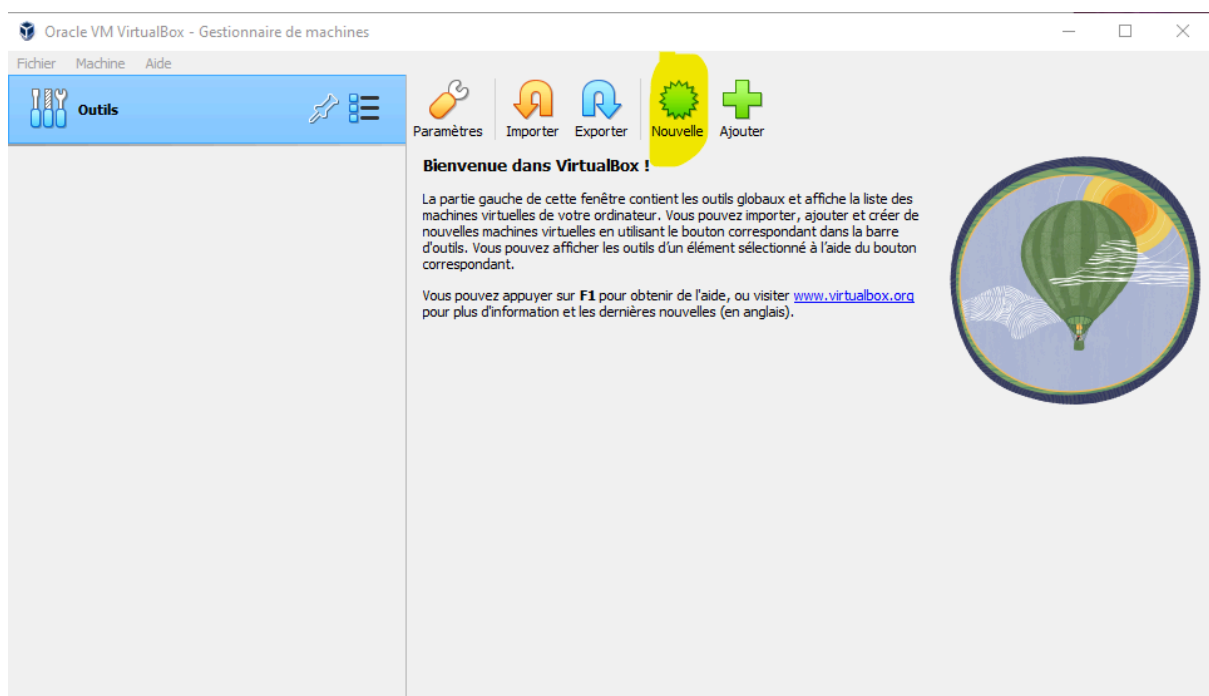 Oracle VM VirtualBox - Gestionnaire de machines
Fichier Machine Aide
Outils
Paramètres Importer Exporter Nouvelle Ajouter
Bienvenue dans VirtualBox !
La partie gauche de cette fenêtre contient les outils globaux et affiche la liste des
machines virtuelles de votre ordinateur. Vous pouvez importer, ajouter et créer de
nouvelles machines virtuelles en utilisant le bouton correspondant dans la barre
d'outils. Vous pouvez afficher les outils d'un élément sélectionné à l'aide du bouton
correspondant.
Vous pouvez appuyer sur F1 pour obtenir de l'aide, ou visiter www.virtualbox.org
pour plus d'information et les dernières nouvelles (en anglais).